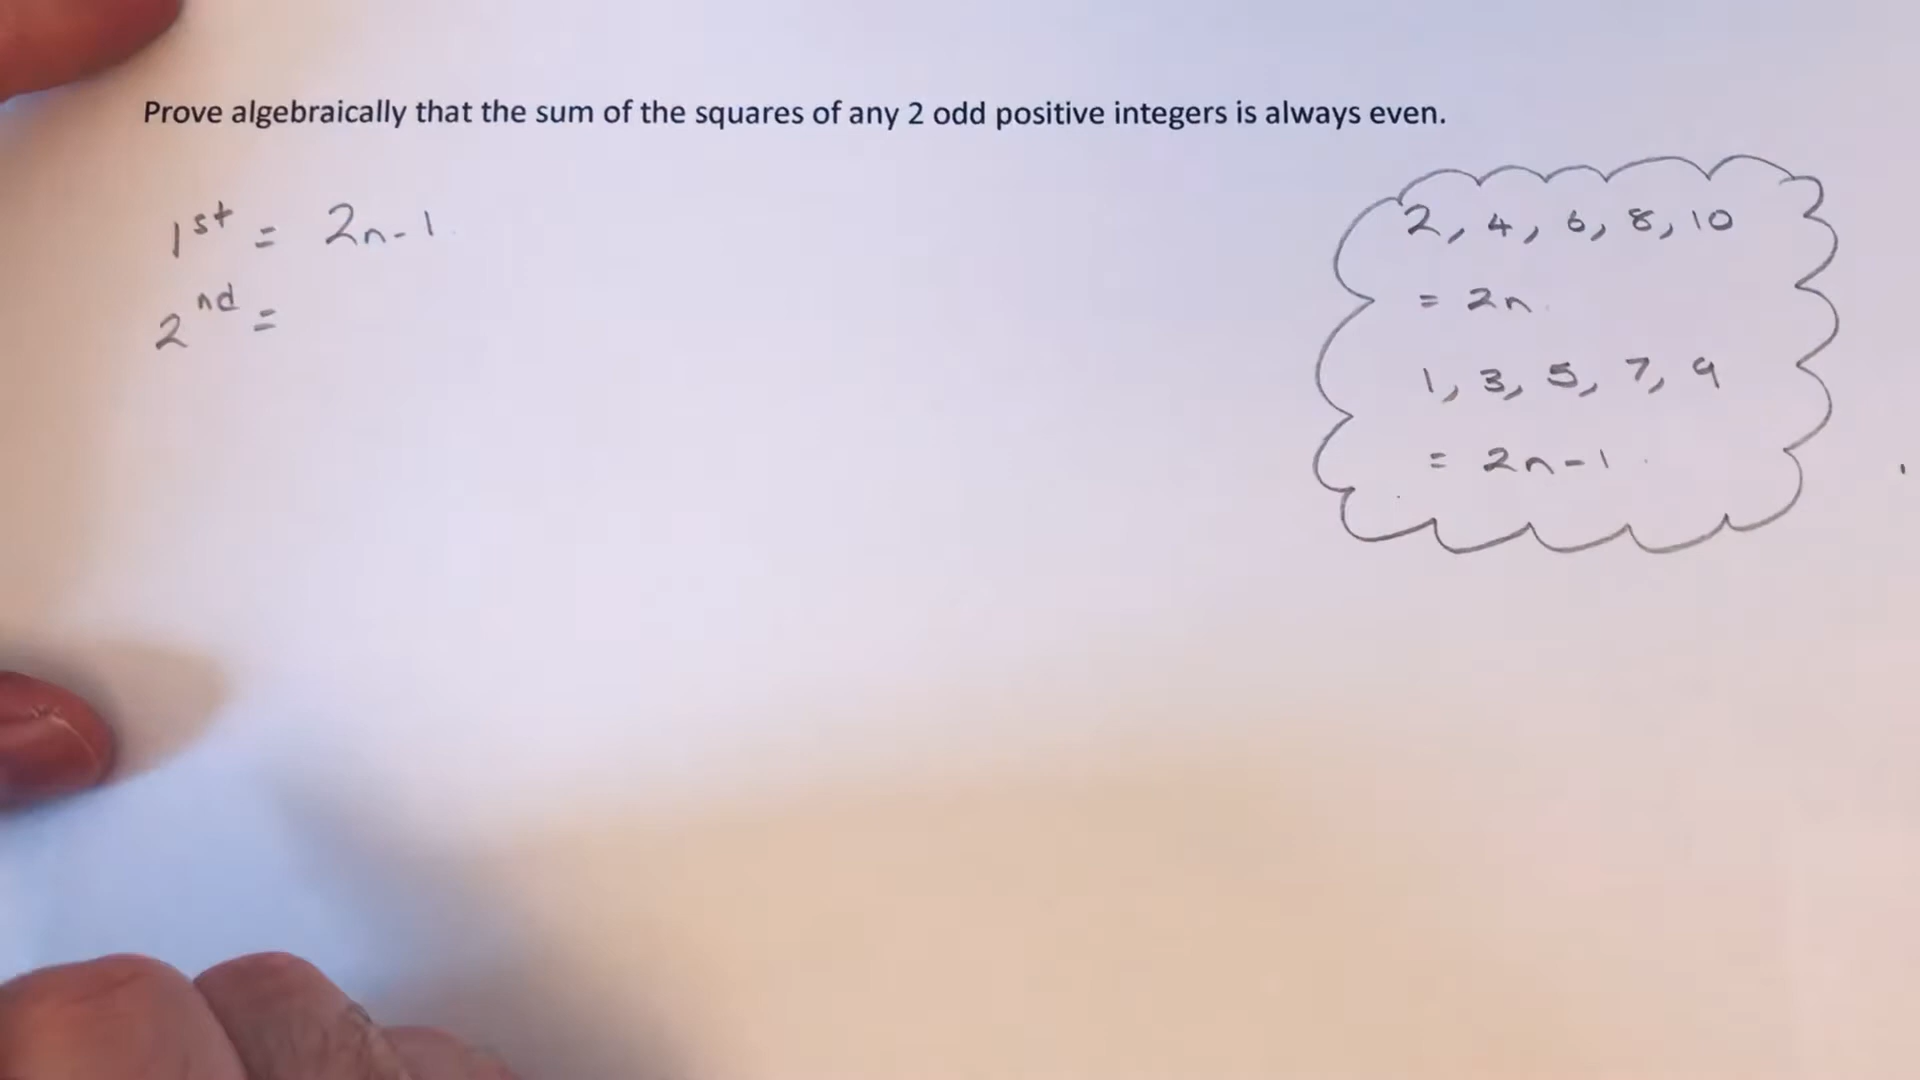 Prove algebraically that the sum of the squares of any 2 odd positive integers is always even.
1st = 2n-1
2nd =
2, 4, 6, 8, 10
= 2n
1, 3, 5, 7, 9
= 2n-1